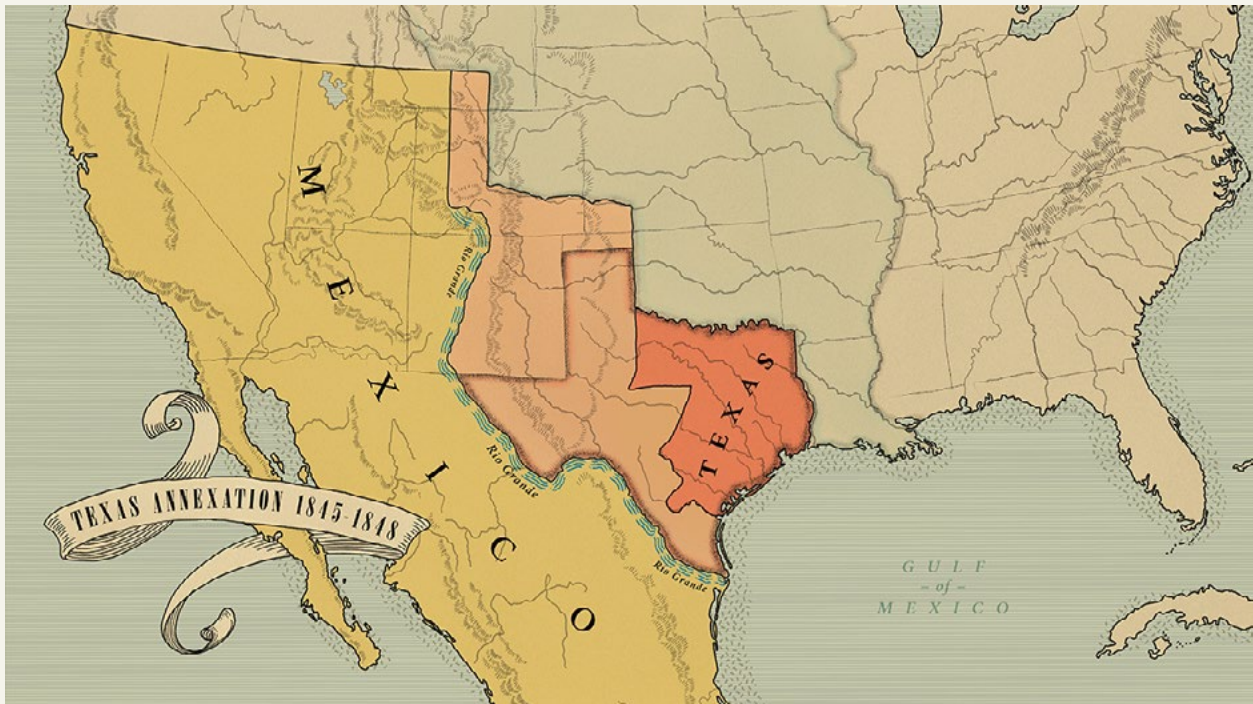 MEXICO
Rio Grande
TEXAS
Rio Grande
TEXAS ANNEXATION 1845-1848
Rio Grande
GULF
- of -
MEXICO